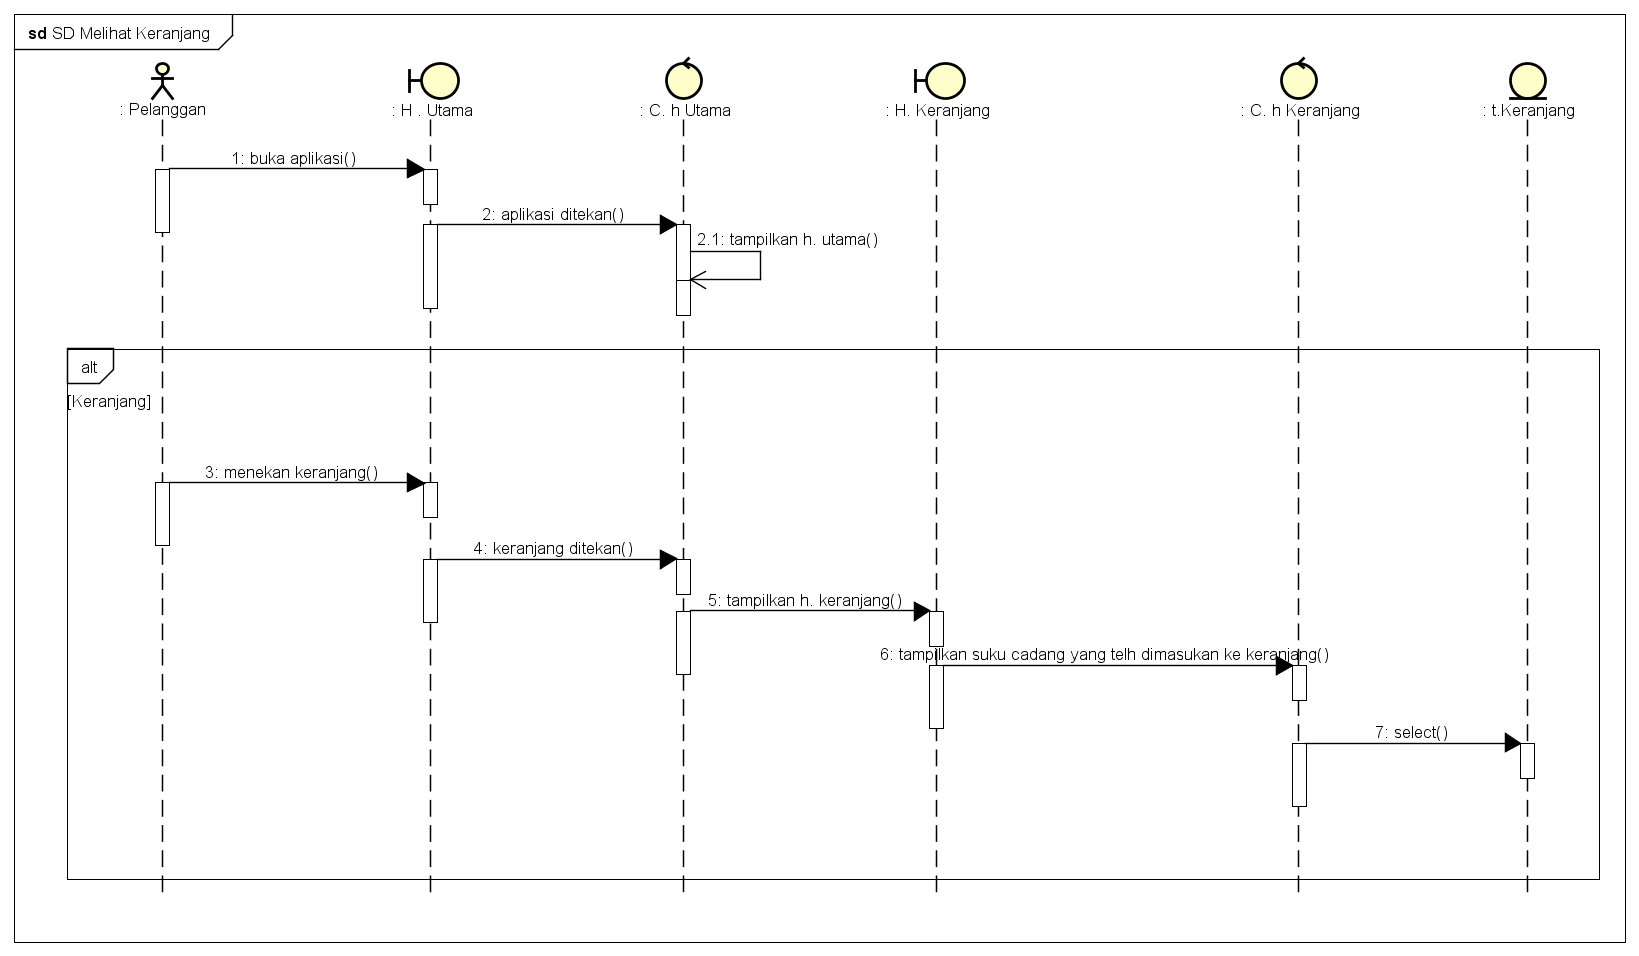 sd SD Melihat Keranjang
: Pelanggan
: H . Utama
: C. h Utama
: H. Keranjang
: C. h Keranjang
: t.Keranjang
1: buka aplikasi()
2: aplikasi ditekan()
2.1: tampilkan h. utama()
alt
[Keranjang]
3: menekan keranjang()
4: keranjang ditekan()
5: tampilkan h. keranjang()
6: tampilkan suku cadang yang telh dimasukan ke keranjang()
7: select()